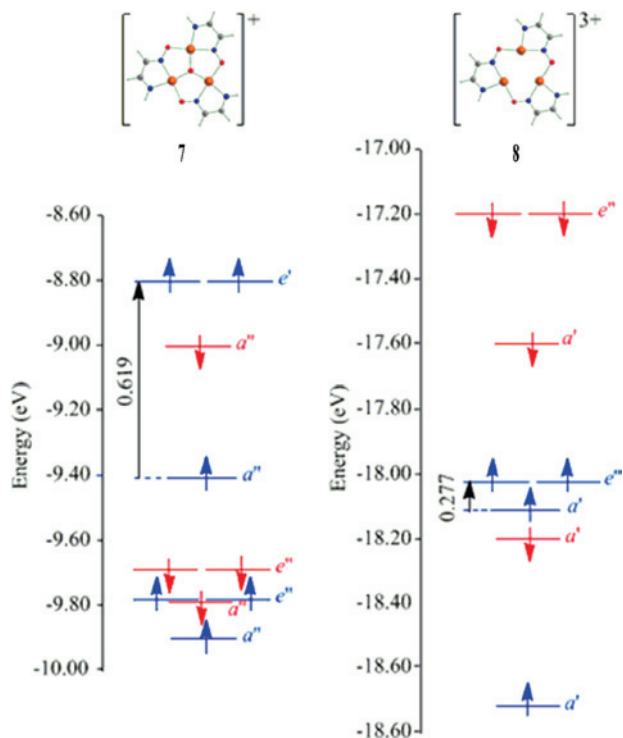 +
7
3+
8
Energy (eV)
-8.60
-8.80
-9.00
-9.20
-9.40
-9.60
-9.80
-10.00
0.619
e'
a"
a"
e"
e"
a"
a"
Energy (eV)
-17.00
-17.20
-17.40
-17.60
-17.80
-18.00
-18.20
-18.40
-18.60
-18.60
0.277
e"
a'
e"
a'
a'
a'